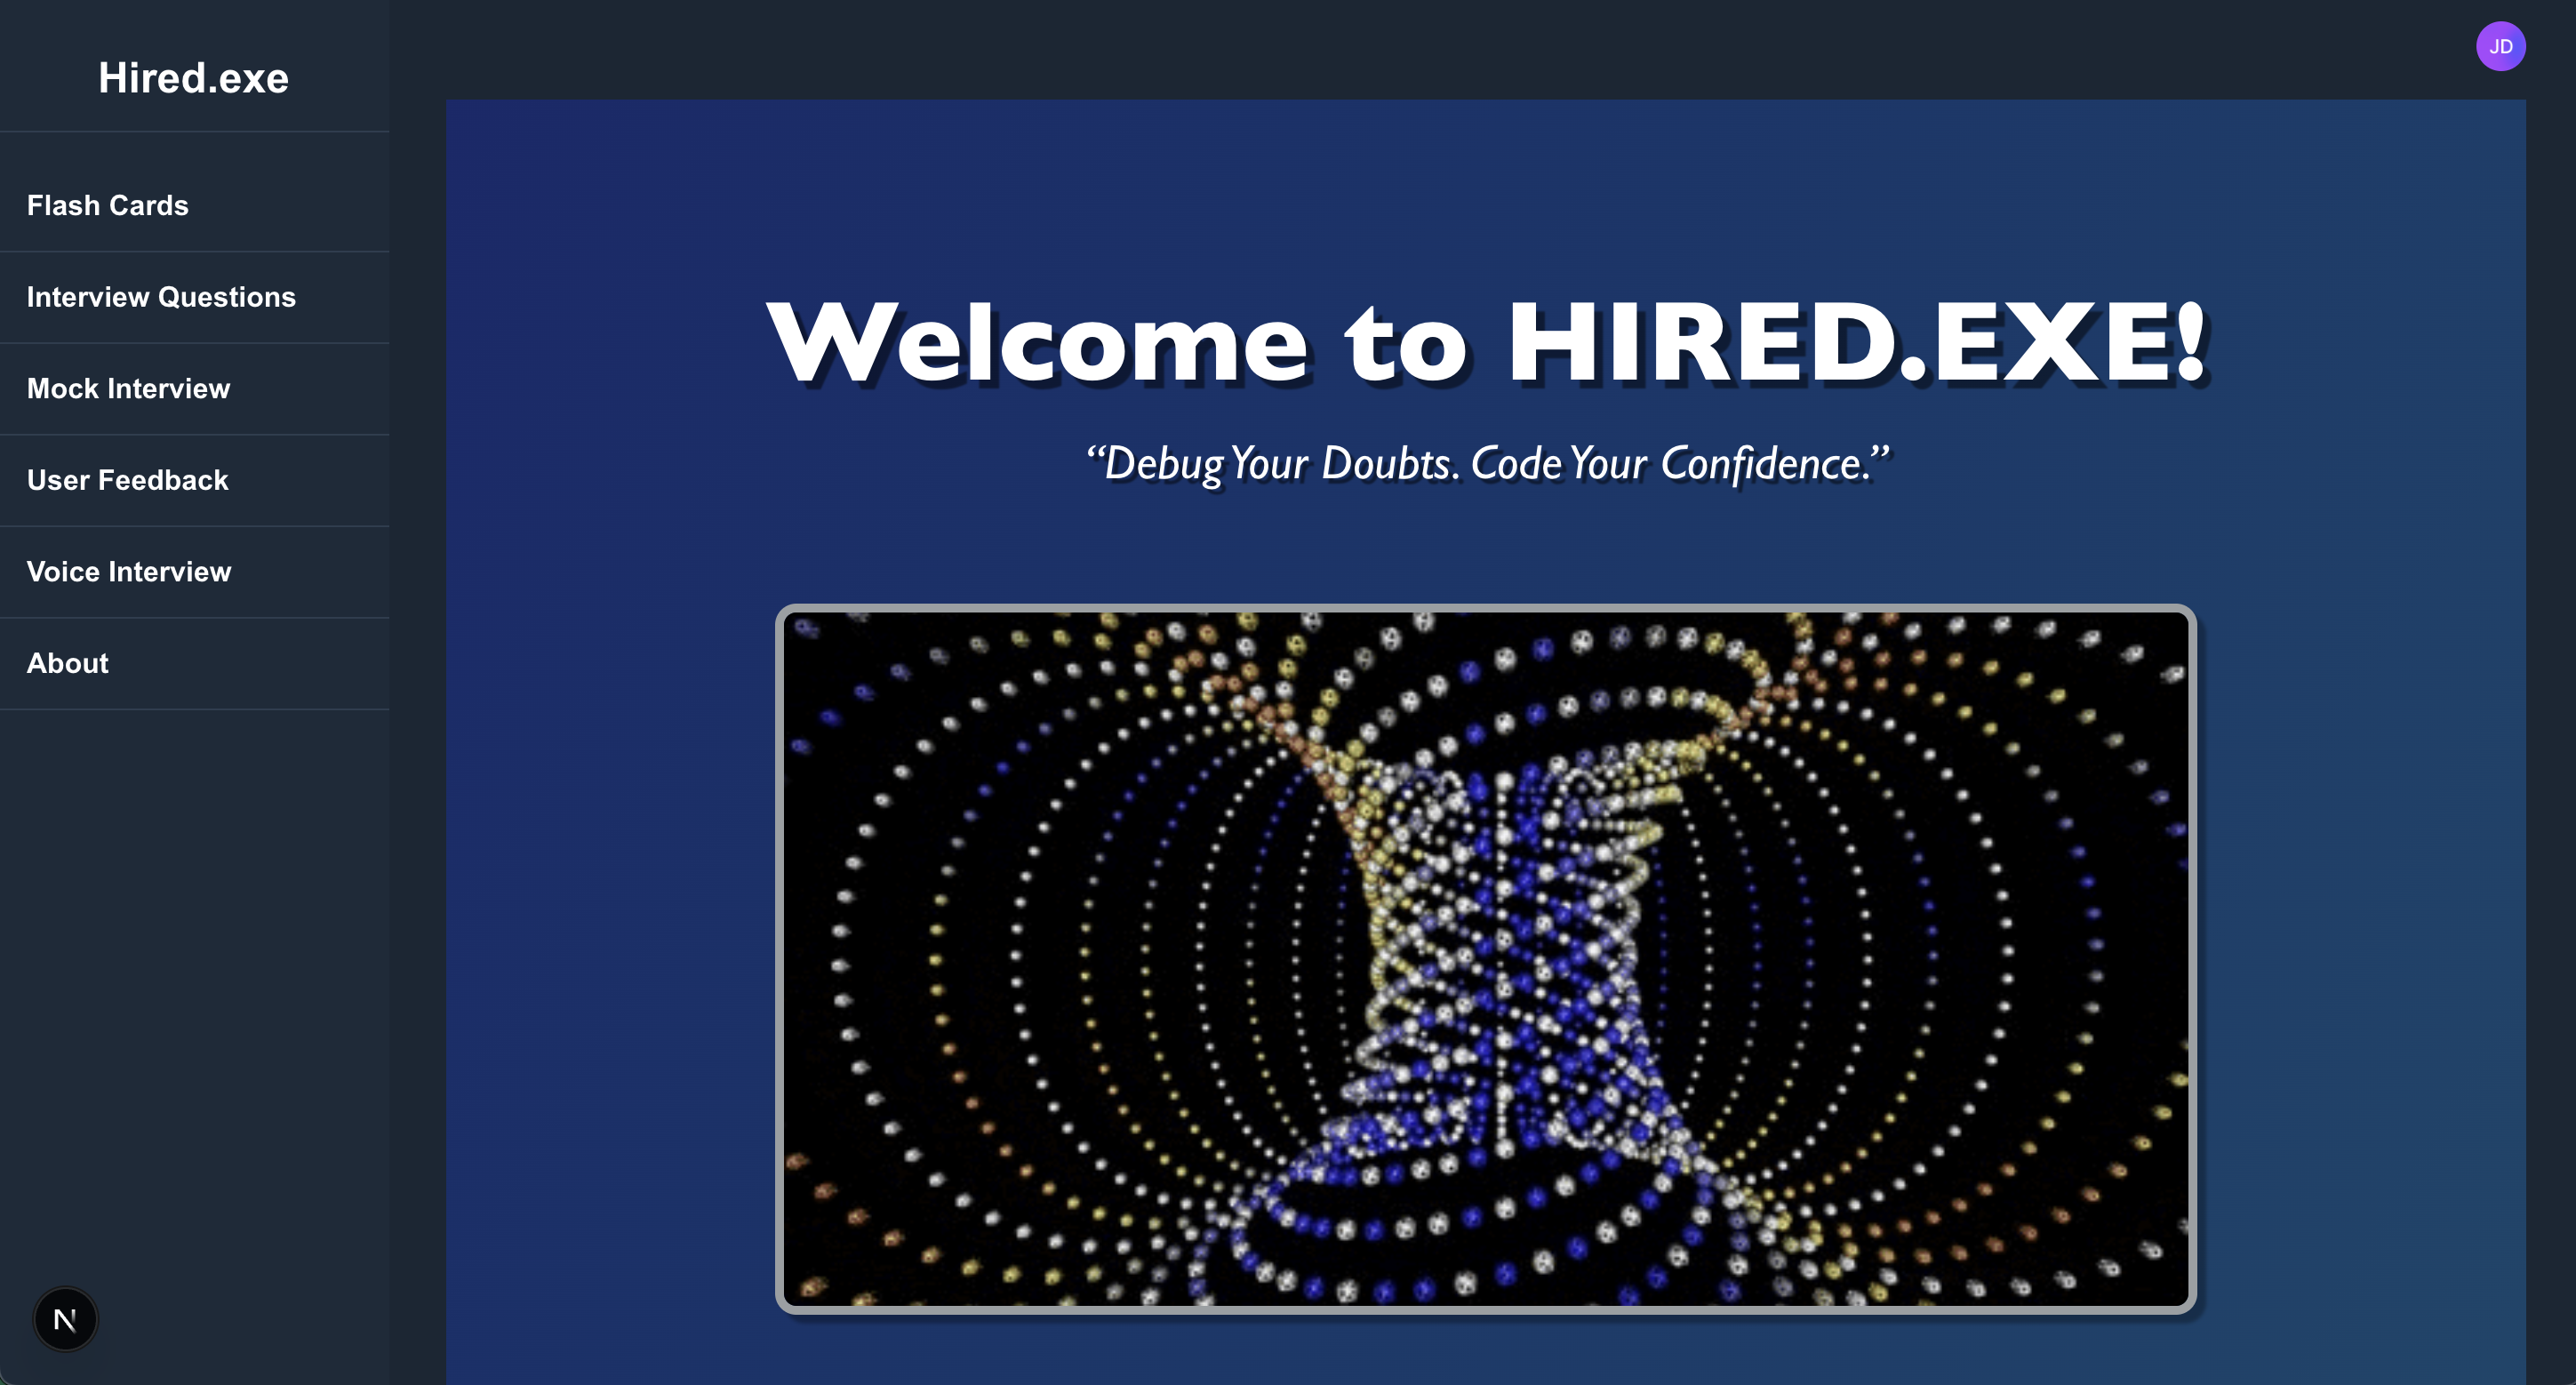 Hired.exe
JD
Flash Cards
Interview Questions
Mock Interview
User Feedback
Voice Interview
About
Welcome to HIRED.EXE!
“Debug Your Doubts. Code Your Confidence.”
N